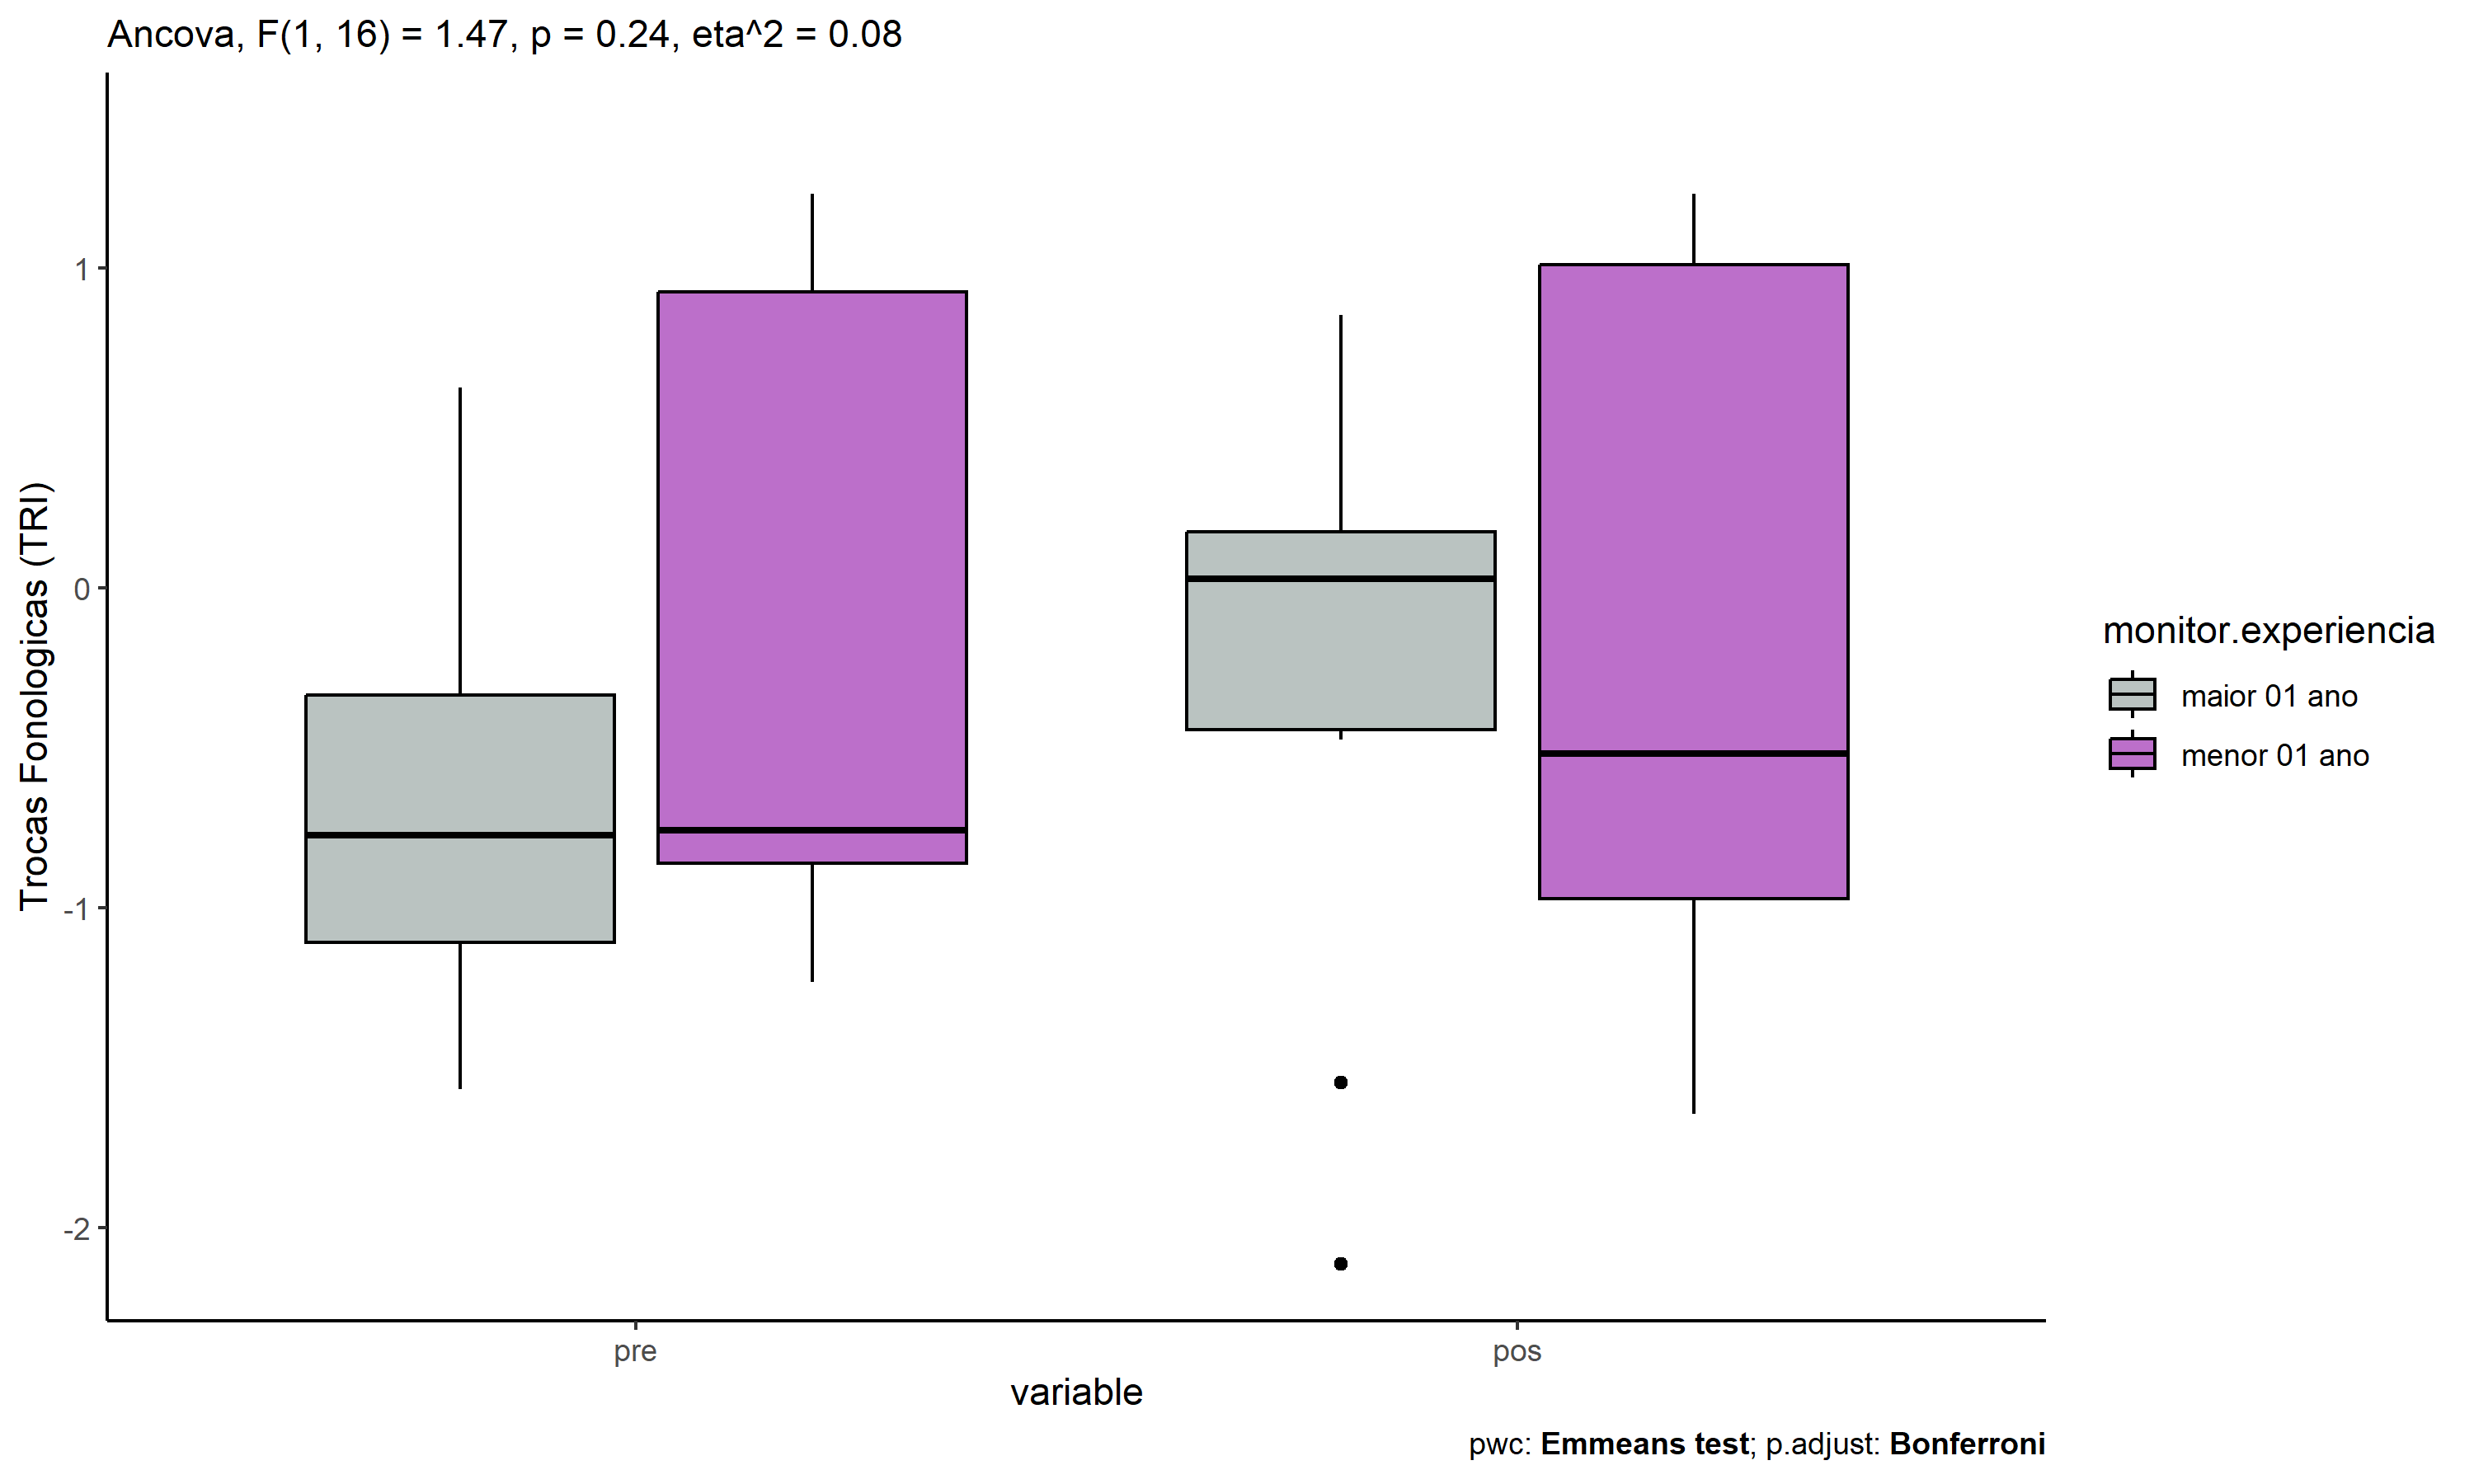 Ancova, F(1, 16) = 1.47, p = 0.24, eta^2 = 0.08
Trocas Fonologicas (TRI)
1
0
-1
-2
pre
pos
variable
monitor.experiencia
maior 01 ano
menor 01 ano
pwc: Emmeans test; p.adjust: Bonferroni